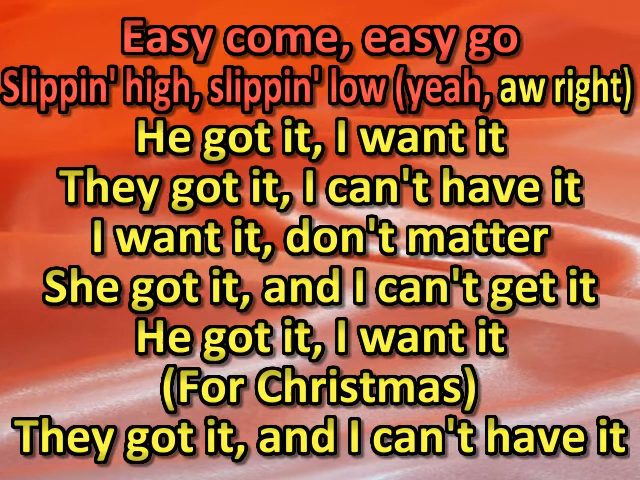 Easy come, easy go
Slippin' high, slippin' low (yeah, aw right)
He got it, I want it
They got it, I can't have it
I want it, don't matter
She got it, and I can't get it
He got it, I want it
(For Christmas)
They got it, and I can't have it